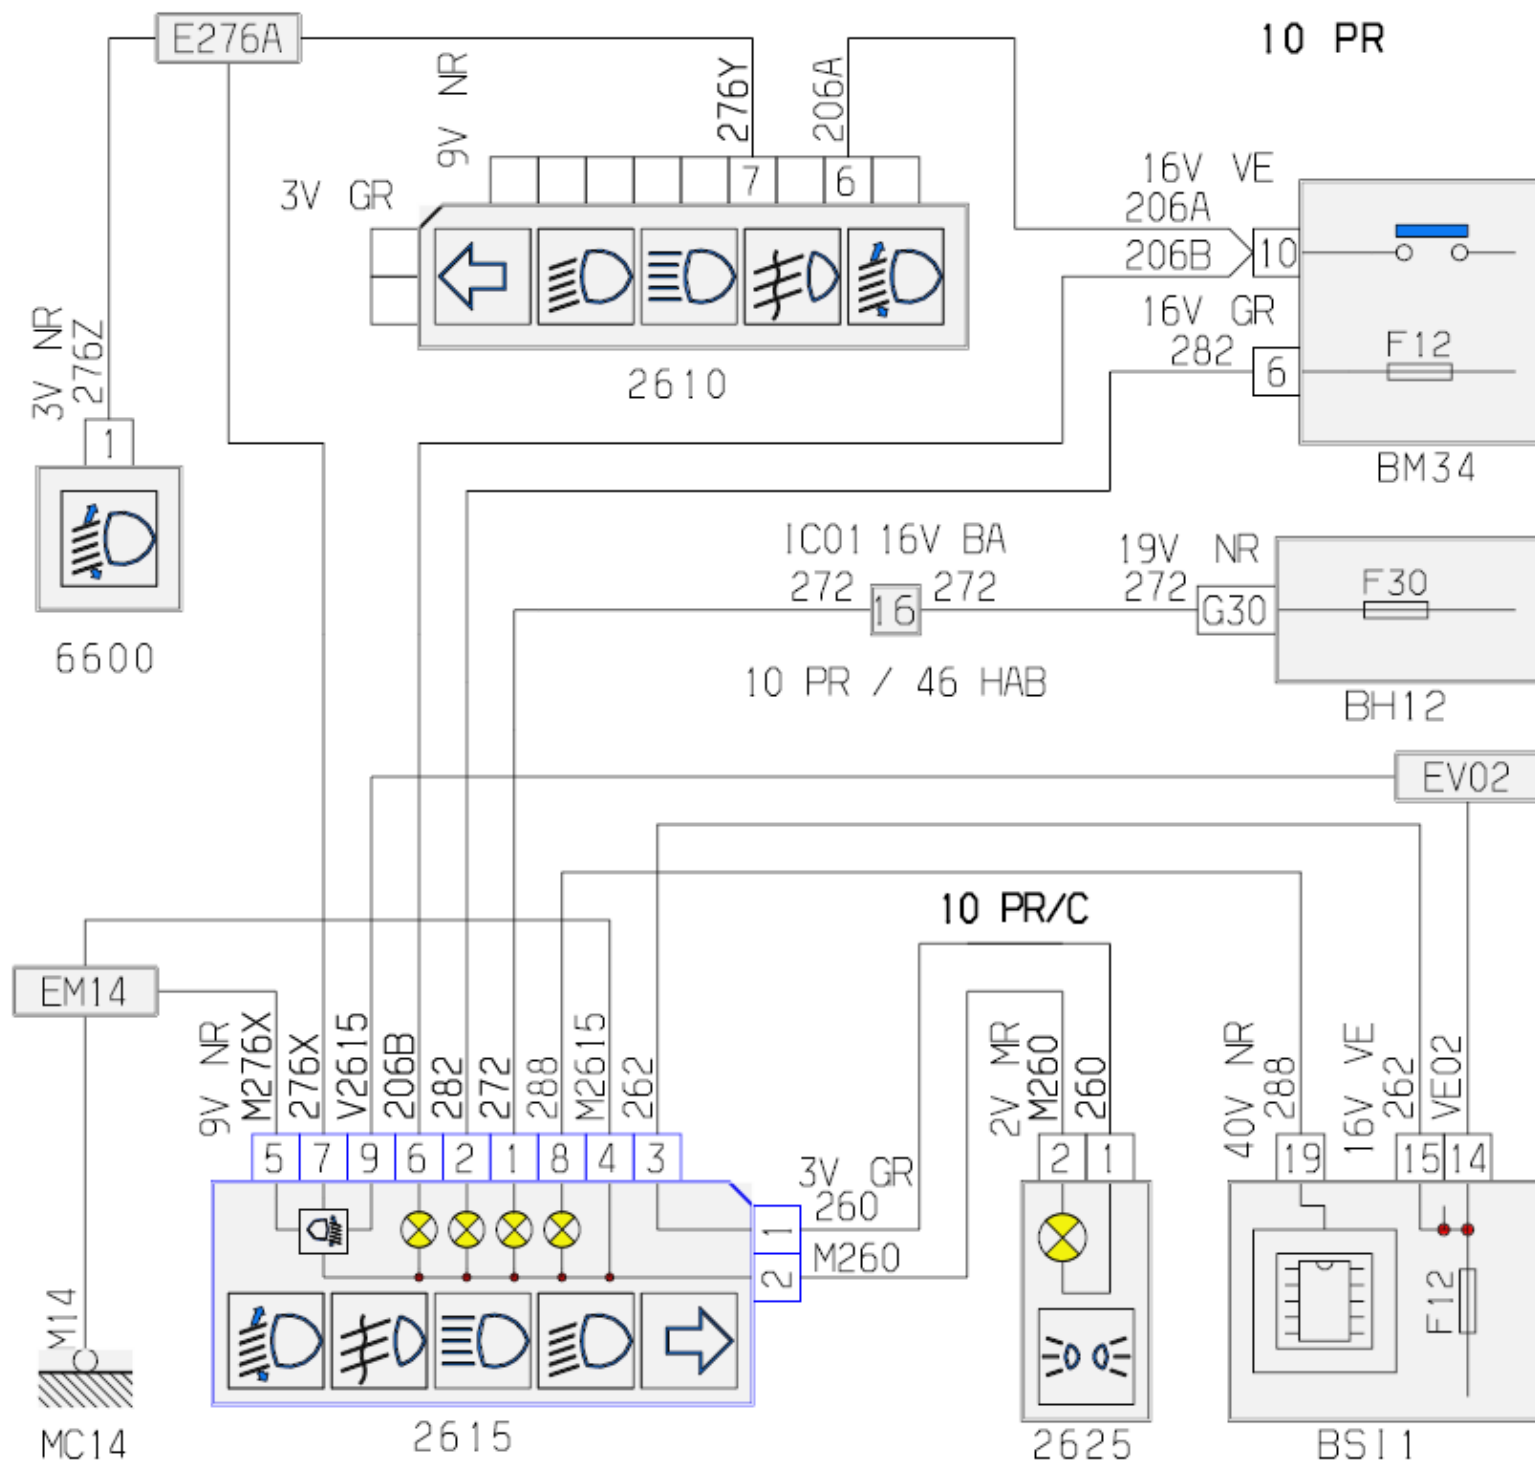 E276A
10 PR
9V NR
276Y
206A
3V GR
7
6
16V VE
206A
206B
10
16V GR
282
6
F12
2610
BM34
3V NR
276Z
1
6600
IC01 16V BA
272
16
272
19V NR
272
G30
F30
10 PR / 46 HAB
BH12
EV02
10 PR/C
EM14
9V NR
M276X
276X
V2615
206B
282
272
288
M2615
262
2V MR
M260
260
40V NR
288
16V VE
262
VE02
5 7 9 6 2 1 8 4 3
3V GR
260
1
M260
2
2 1
19
15 14
F12
M14
MC14
2615
2625
BSI1